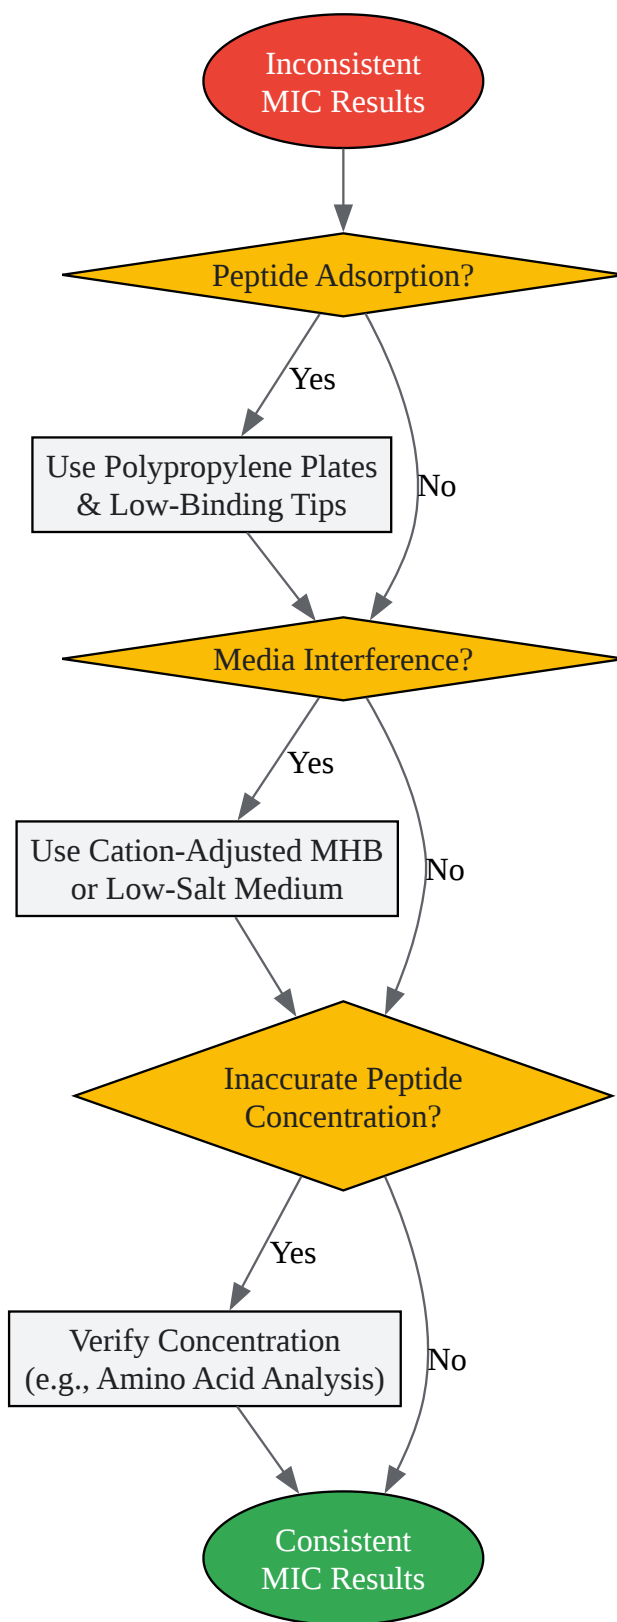 Inconsistent
MIC Results
Peptide Adsorption?
Yes
Use Polypropylene Plates
& Low-Binding Tips
No
Media Interference?
Yes
Use Cation-Adjusted MHB
or Low-Salt Medium
No
Inaccurate Peptide
Concentration?
Yes
Verify Concentration
(e.g., Amino Acid Analysis)
No
Consistent
MIC Results